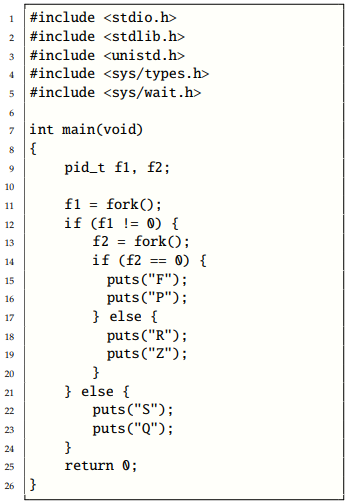 1 #include <stdio.h>
2 #include <stdlib.h>
3 #include <unistd.h>
4 #include <sys/types.h>
5 #include <sys/wait.h>
6
7 int main(void)
8 {
9     pid_t f1, f2;
10
11     f1 = fork();
12     if (f1 != 0) {
13         f2 = fork();
14         if (f2 == 0) {
15           puts("F");
16           puts("P");
17         } else {
18           puts("R");
19           puts("Z");
20         }
21     } else {
22         puts("S");
23         puts("Q");
24     }
25     return 0;
26 }